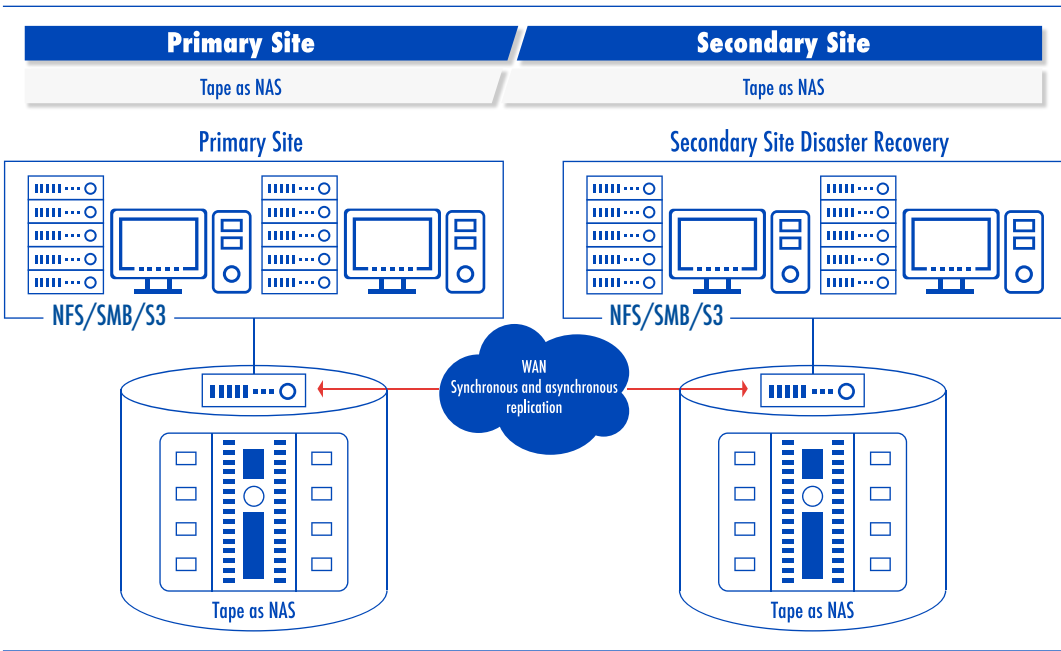 Primary Site
Secondary Site
Tape as NAS
Tape as NAS
Primary Site
Secondary Site Disaster Recovery
NFS/SMB/S3
NFS/SMB/S3
WAN
Synchronous and asynchronous
replication
Tape as NAS
Tape as NAS